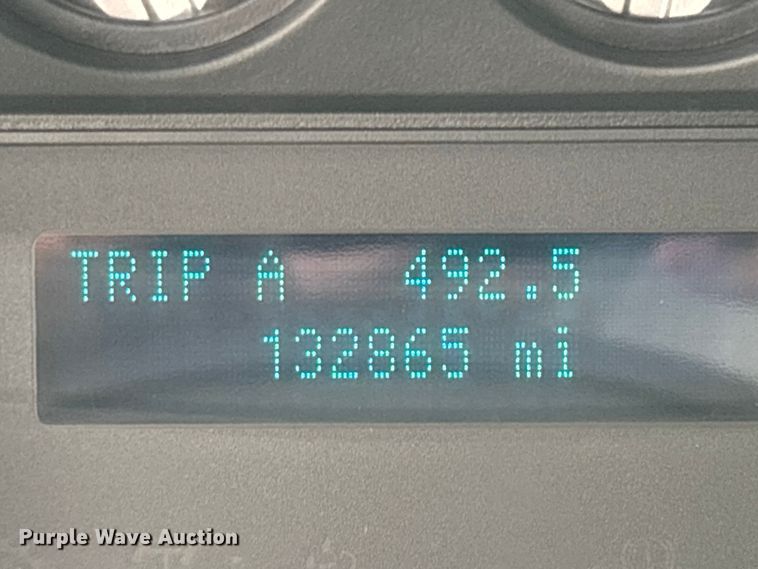 TRIP A 492.5
132865 mi
Purple Wave Auction